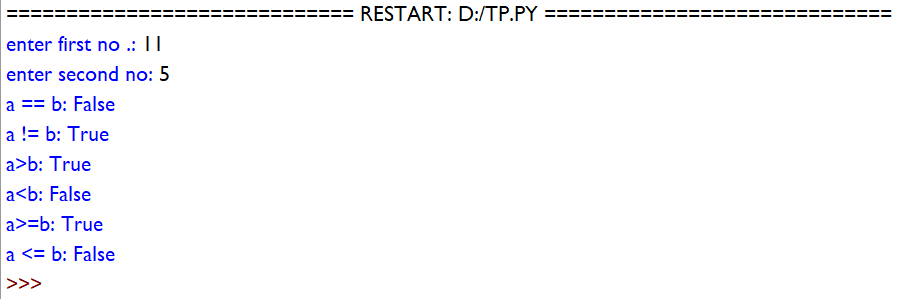 ============================= RESTART: D:/TP.PY =============================
enter first no .: 11
enter second no: 5
a == b: False
a != b: True
a>b: True
a<b: False
a>=b: True
a <= b: False
>>>